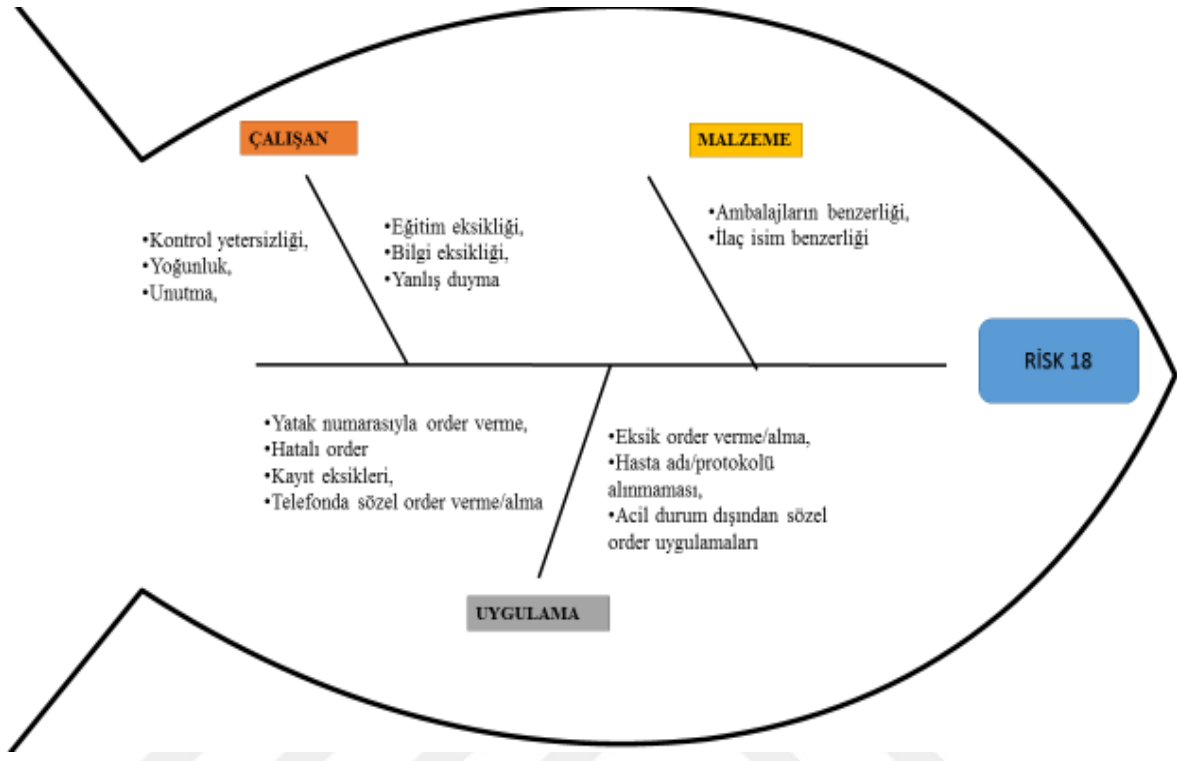 ÇALIŞAN
MALZEME
•Kontrol yetersizliği,
•Yoğunluk,
•Unutma,
•Eğitim eksikliği,
•Bilgi eksikliği,
•Yanlış duyma
•Ambalajların benzerliği,
•İlaç isim benzerliği
RİSK 18
•Yatak numarasıyla order verme,
•Hatalı order
•Kayıt eksikleri,
•Telefonda sözel order verme/alma
•Eksik order verme/alma,
•Hasta adı/protokolü
alınmaması,
•Acil durum dışından sözel
order uygulamaları
UYGULAMA